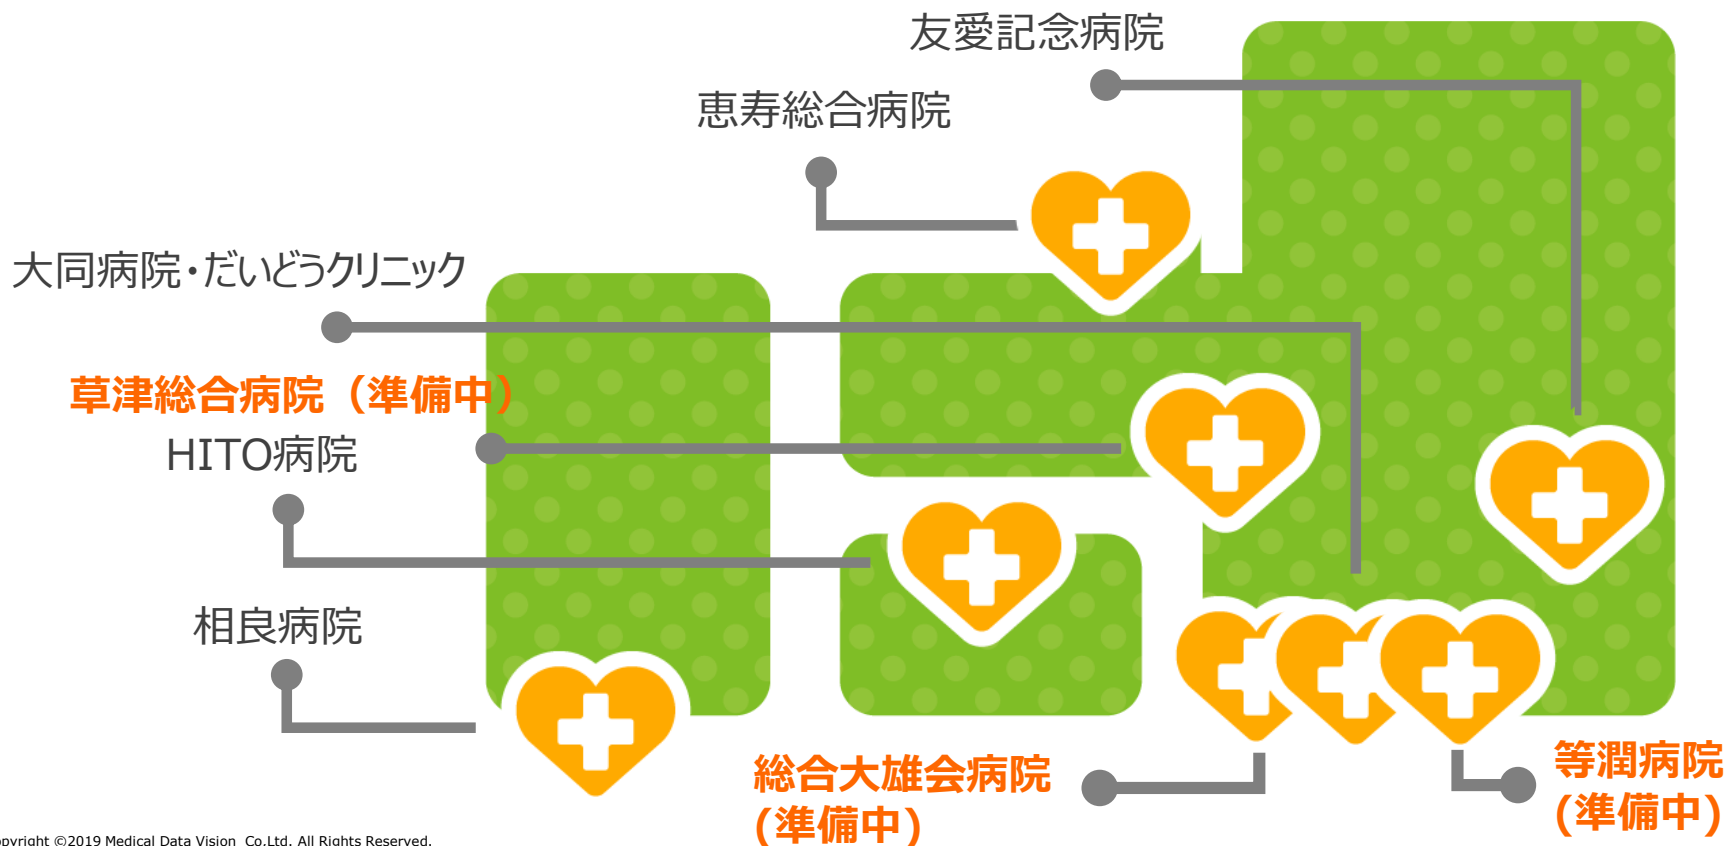 友愛記念病院
恵寿総合病院
大同病院・だいどうクリニック
草津総合病院（準備中）
HITO病院
相良病院
総合大雄会病院
(準備中)
等潤病院
(準備中)
opyright ©2019 Medical Data Vision Co,Ltd. All Rights Reserved.